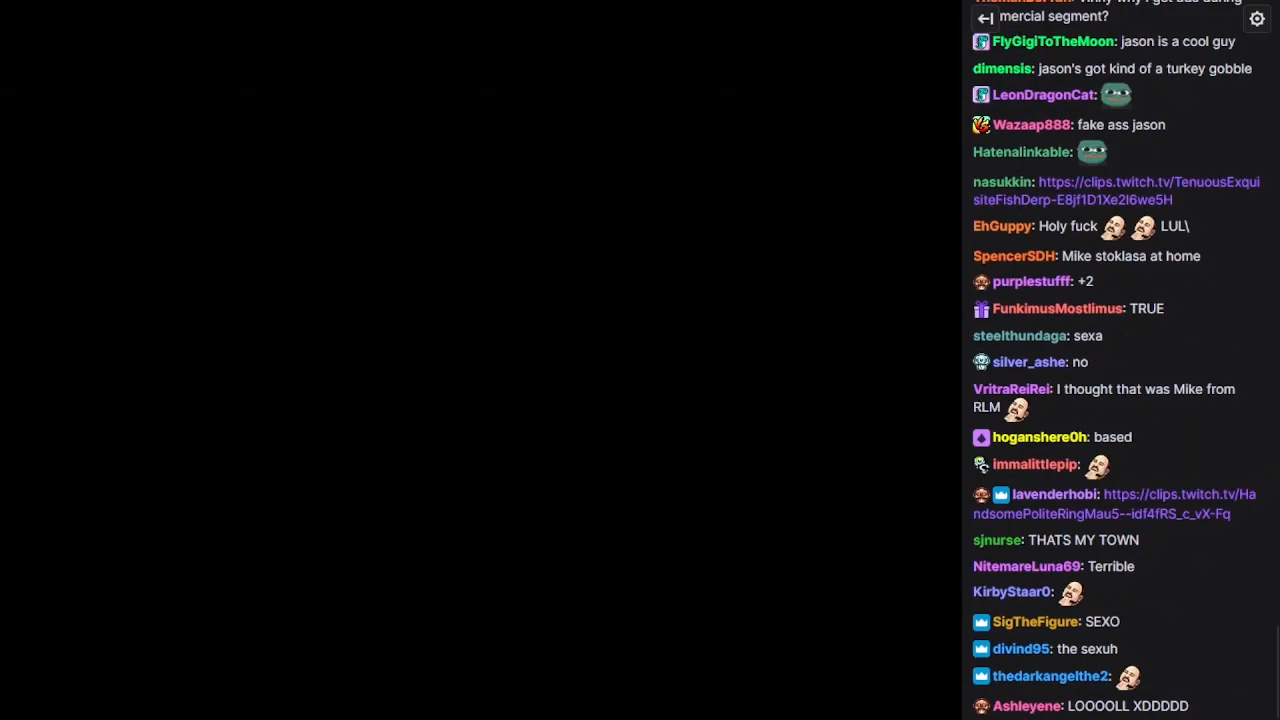 mercial segment?
FlyGigiToTheMoon: jason is a cool guy
dimensis: jason's got kind of a turkey gobble
LeonDragonCat:
Wazaap888: fake ass jason
Hatenalinkable:
nasukkin: https://clips.twitch.tv/TenuousExqui
siteFishDerp-E8jf1D1Xe2I6we5H
EhGuppy: Holy fuck LUL\
SpencerSDH: Mike stoklasa at home
purplestufff: +2
FunkimusMostlimus: TRUE
steelthundaga: sexa
silver_ashe: no
VritraReiRei: I thought that was Mike from
RLM
hoganshere0h: based
immalittlepip:
lavenderhobi: https://clips.twitch.tv/Ha
ndsomePoliteRingMau5--idf4fRS_c_vX-Fq
sjnurse: THATS MY TOWN
NitemareLuna69: Terrible
KirbyStaar0:
SigTheFigure: SEXO
divind95: the sexuh
thedarkangelthe2:
Ashleyene: LOOOOLL XDDDDD